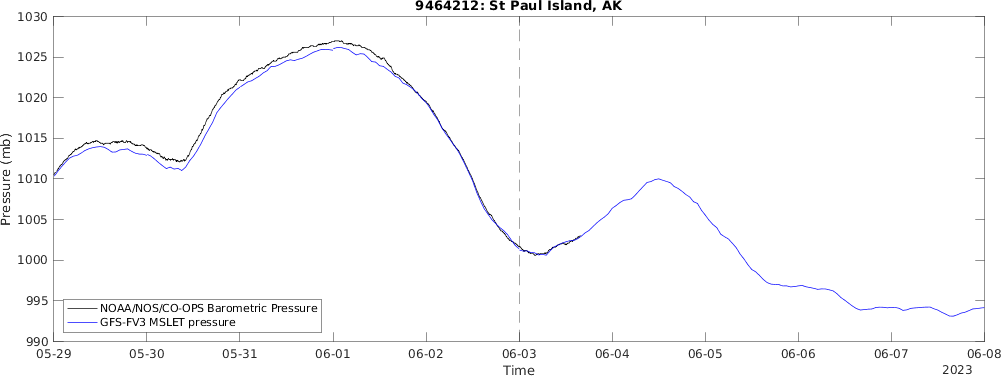 9464212: St Paul Island, AK
Pressure (mb)
1030
1025
1020
1015
1010
1005
1000
995
990
NOAA/NOS/CO-OPS Barometric Pressure
GFS-FV3 MSLET pressure
05-29 05-30 05-31 06-01 06-02 06-03 06-04 06-05 06-06 06-07 06-08
Time
2023